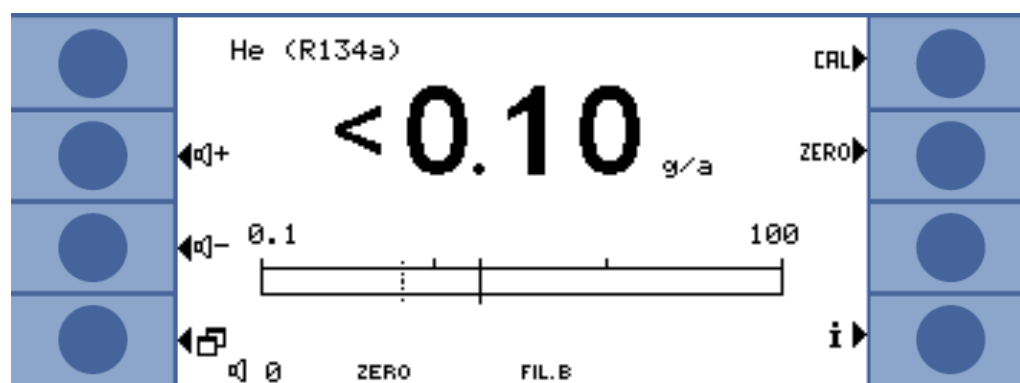 He (R134a)
CAL
<0.10 g/a
+
ZERO
-
0.1 100
i
0 ZERO FIL.B